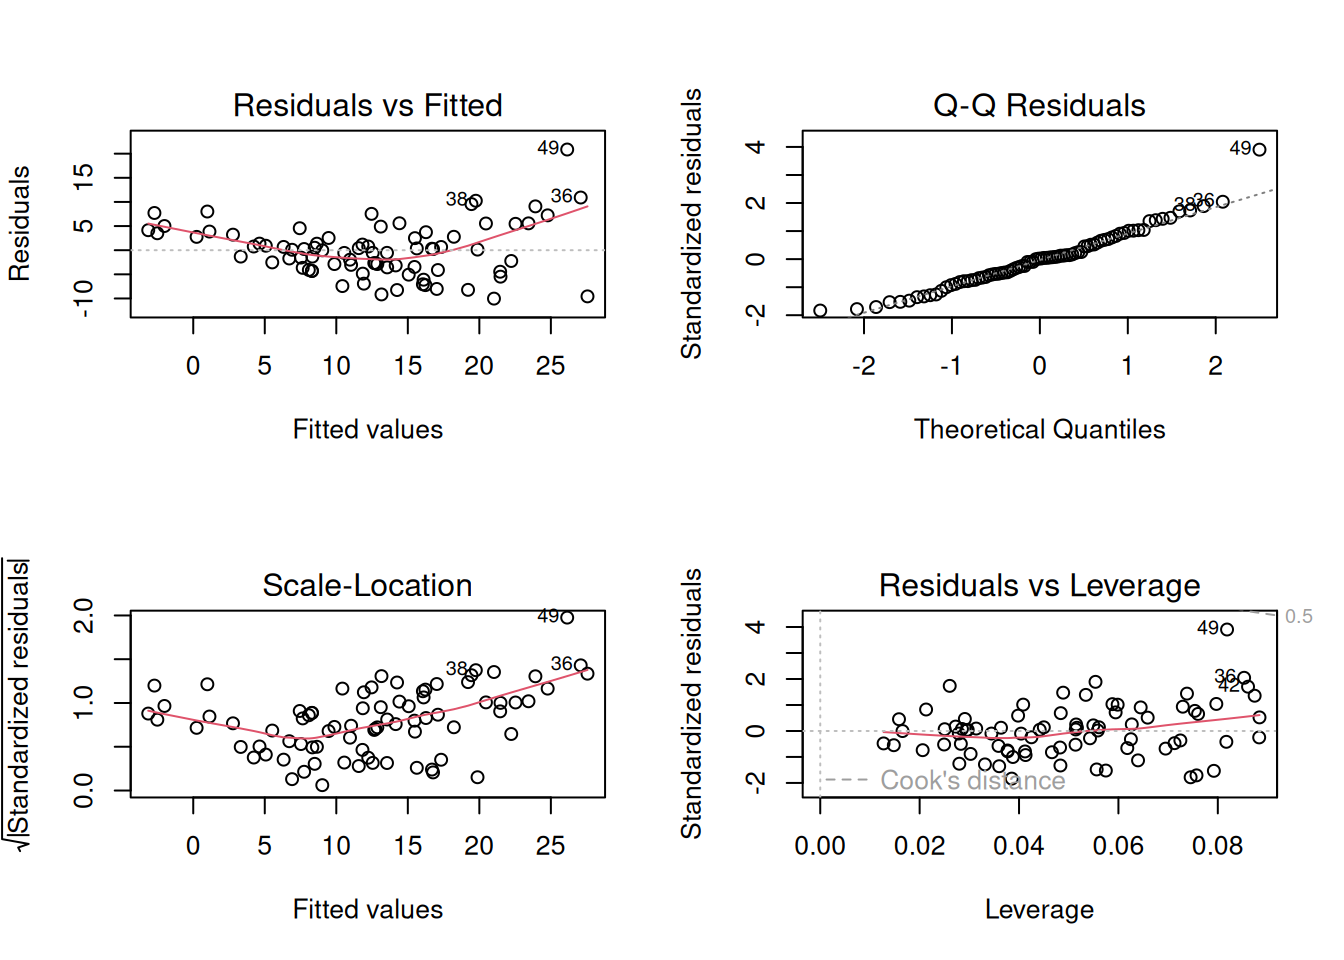 Residuals vs Fitted
Residuals
15
5
-10
49
38
36
0 5 10 15 20 25
Fitted values
Q-Q Residuals
Standardized residuals
4
2
0
-2
49
38
36
-2 -1 0 1 2
Theoretical Quantiles
Scale-Location
√|Standardized residuals|
2.0
1.0
0.0
49
38
36
0 5 10 15 20 25
Fitted values
Residuals vs Leverage
Standardized residuals
4
2
0
-2
0.5
49
36
42
Cook's distance
0.00 0.02 0.04 0.06 0.08
Leverage